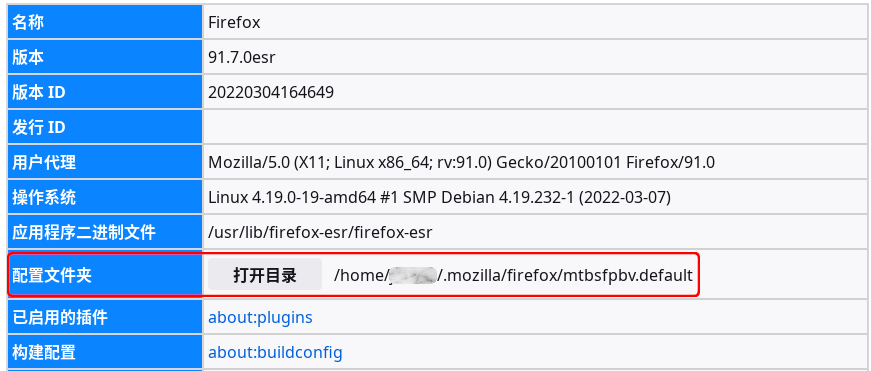 名称 Firefox
版本 91.7.0esr
版本 ID 20220304164649
发行 ID
用户代理 Mozilla/5.0 (X11; Linux x86_64; rv:91.0) Gecko/20100101 Firefox/91.0
操作系统 Linux 4.19.0-19-amd64 #1 SMP Debian 4.19.232-1 (2022-03-07)
应用程序二进制文件 /usr/lib/firefox-esr/firefox-esr
配置文件夹 打开目录 /home/ /.mozilla/firefox/mtbsfpbv.default
已启用的插件 about:plugins
构建配置 about:buildconfig